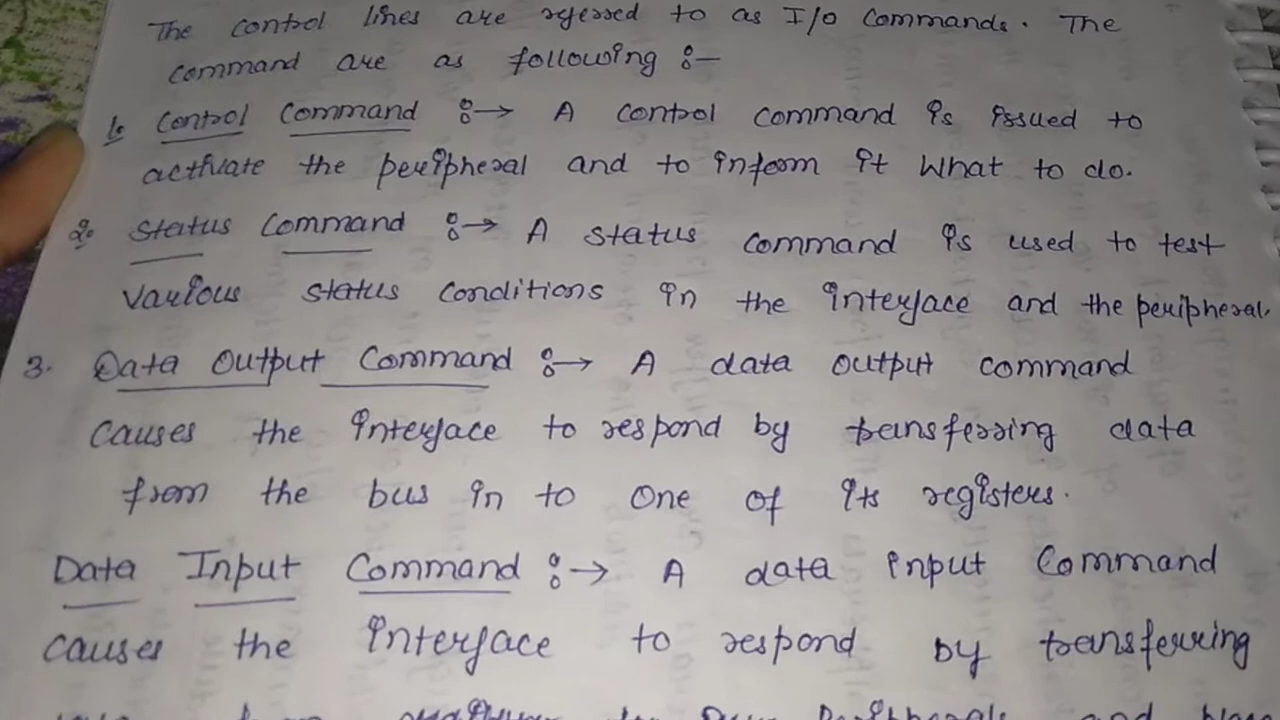 The control lines are refessed to as I/O Commands. The
command are as following :-
1. Control Command :→ A control command is issued to
activate the peripheral and to inform it what to do.
2. Status Command :→ A status command is used to test
various status conditions in the interface and the peripheral.
3. Data Output Command :→ A data output command
causes the interface to respond by transferring data
from the bus in to one of its registers.
Data Input Command :→ A data input command
causes the interface to respond by transferring